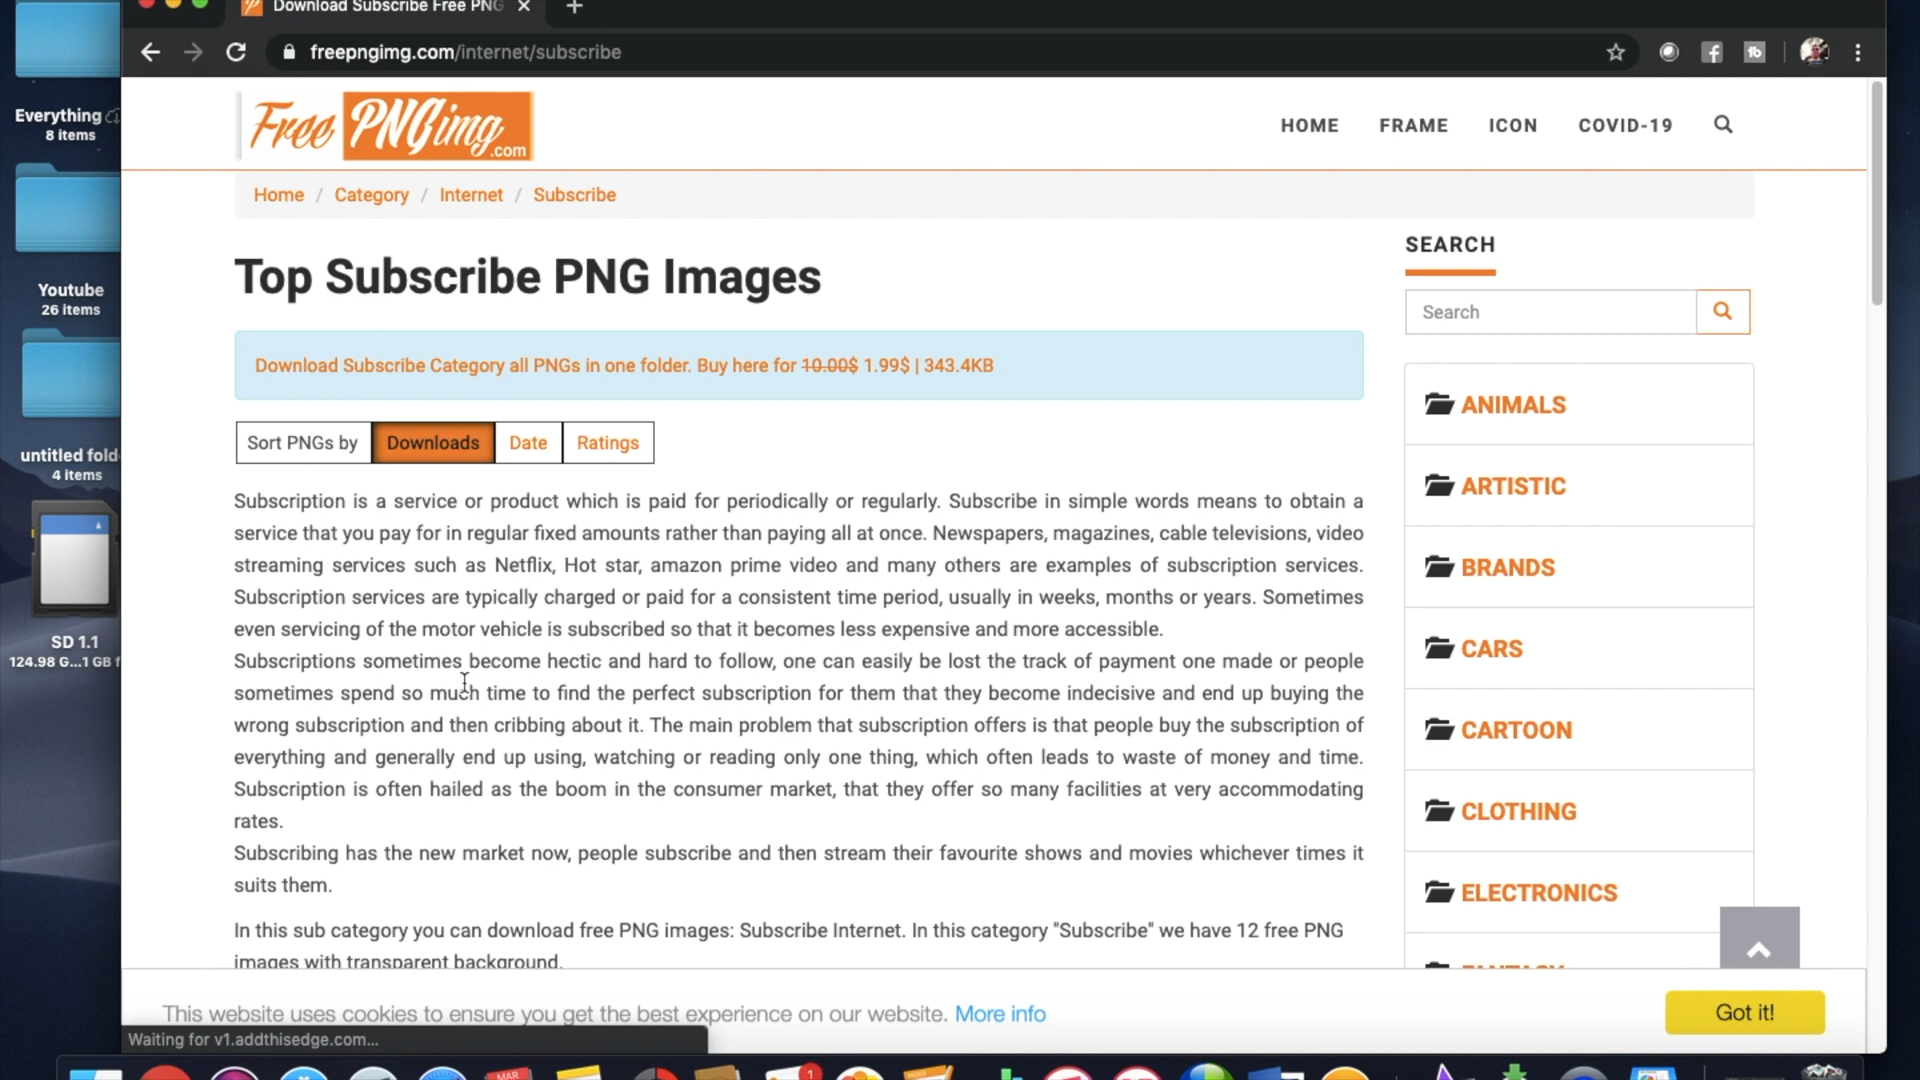 Download Subscribe Free PNG
freepngimg.com/internet/subscribe
Everything
8 items
Youtube
26 items
untitled fold
4 items
SD 1.1
124.98 G...1 GB f
Free PNGimg.com
HOME FRAME ICON COVID-19
Home / Category / Internet / Subscribe
Top Subscribe PNG Images
Download Subscribe Category all PNGs in one folder. Buy here for 10.00$ 1.99$ | 343.4KB
Sort PNGs by Downloads Date Ratings
Subscription is a service or product which is paid for periodically or regularly. Subscribe in simple words means to obtain a
service that you pay for in regular fixed amounts rather than paying all at once. Newspapers, magazines, cable televisions, video
streaming services such as Netflix, Hot star, amazon prime video and many others are examples of subscription services.
Subscription services are typically charged or paid for a consistent time period, usually in weeks, months or years. Sometimes
even servicing of the motor vehicle is subscribed so that it becomes less expensive and more accessible.
Subscriptions sometimes become hectic and hard to follow, one can easily be lost the track of payment one made or people
sometimes spend so much time to find the perfect subscription for them that they become indecisive and end up buying the
wrong subscription and then cribbing about it. The main problem that subscription offers is that people buy the subscription of
everything and generally end up using, watching or reading only one thing, which often leads to waste of money and time.
Subscription is often hailed as the boom in the consumer market, that they offer so many facilities at very accommodating
rates.
Subscribing has the new market now, people subscribe and then stream their favourite shows and movies whichever times it
suits them.
In this sub category you can download free PNG images: Subscribe Internet. In this category "Subscribe" we have 12 free PNG
images with transparent background.
SEARCH
Search
ANIMALS
ARTISTIC
BRANDS
CARS
CARTOON
CLOTHING
ELECTRONICS
This website uses cookies to ensure you get the best experience on our website. More info
Got it!
Waiting for v1.addthisedge.com...
MAR
1